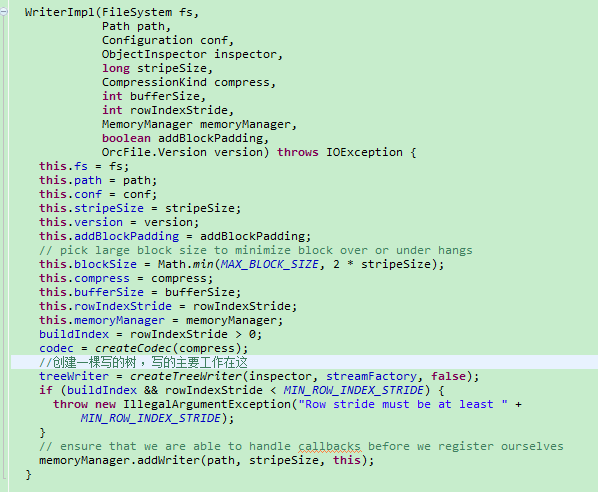 WriterImpl(FileSystem fs,
Path path,
Configuration conf,
ObjectInspector inspector,
long stripeSize,
CompressionKind compress,
int bufferSize,
int rowIndexStride,
MemoryManager memoryManager,
boolean addBlockPadding,
OrcFile.Version version) throws IOException {
this.fs = fs;
this.path = path;
this.conf = conf;
this.stripeSize = stripeSize;
this.version = version;
this.addBlockPadding = addBlockPadding;
// pick large block size to minimize block over or under hangs
this.blockSize = Math.min(MAX_BLOCK_SIZE, 2 * stripeSize);
this.compress = compress;
this.bufferSize = bufferSize;
this.rowIndexStride = rowIndexStride;
this.memoryManager = memoryManager;
buildIndex = rowIndexStride > 0;
codec = createCodec(compress);
//创建一棵写的树，写的主要工作在这
treeWriter = createTreeWriter(inspector, streamFactory, false);
if (buildIndex && rowIndexStride < MIN_ROW_INDEX_STRIDE) {
throw new IllegalArgumentException("Row stride must be at least " +
MIN_ROW_INDEX_STRIDE);
}
// ensure that we are able to handle callbacks before we register ourselves
memoryManager.addWriter(path, stripeSize, this);
}